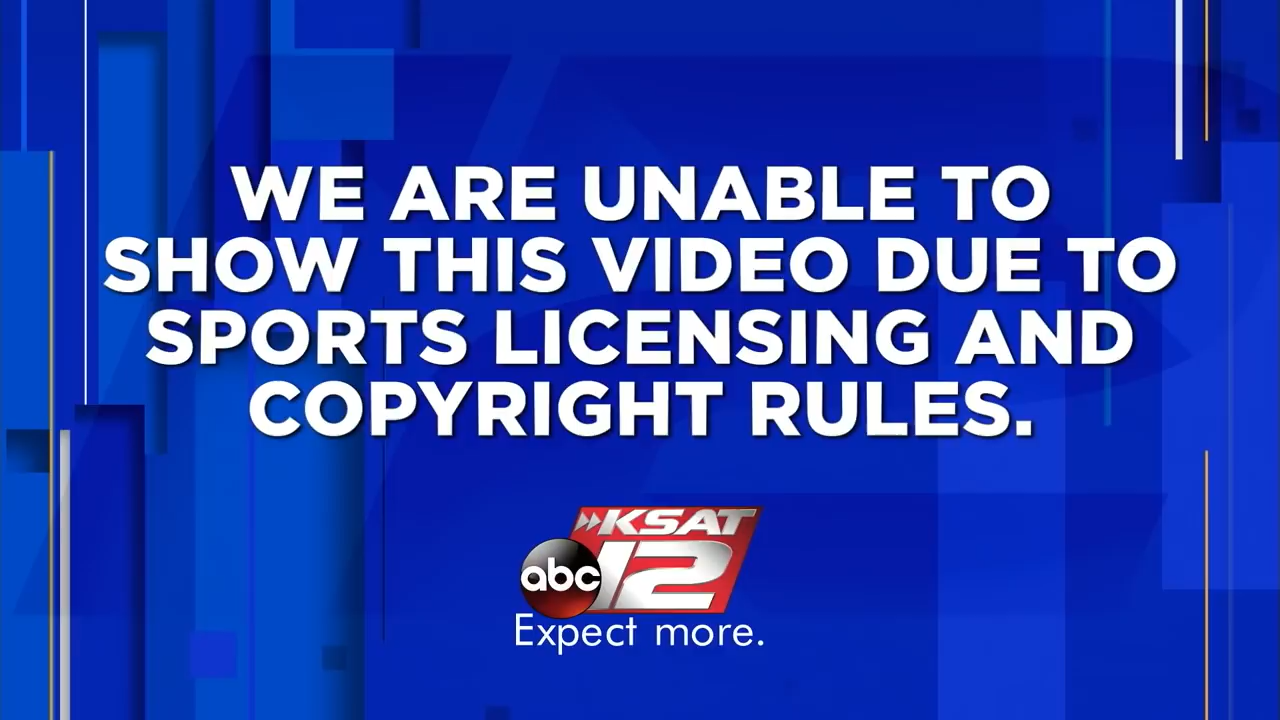 WE ARE UNABLE TO
SHOW THIS VIDEO DUE TO
SPORTS LICENSING AND
COPYRIGHT RULES.
KSAT
abc 12
Expect more.